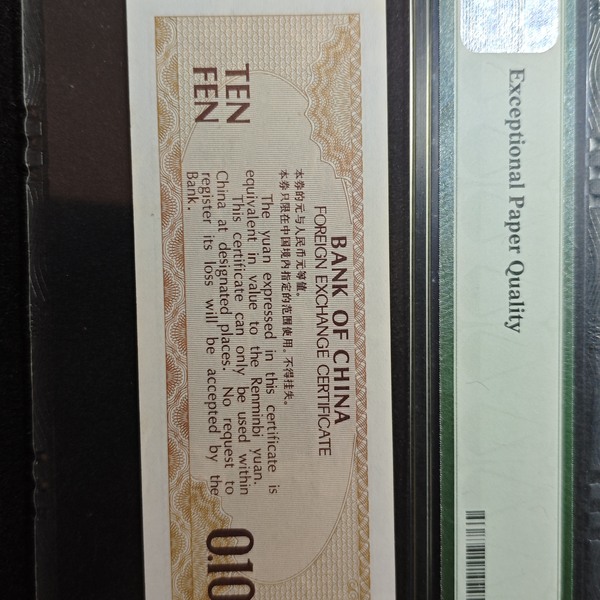 Exceptional Paper Quality
BANK OF CHINA
FOREIGN EXCHANGE CERTIFICATE
本券的元与人民币元等值。
本券只限在中国境内指定的范围使用。不得挂失。
The yuan expressed in this certificate is
equivalent in value to the Renminbi yuan.
This certificate can only be used within
China at designated places. No request to
register its loss will be accepted by the
Bank.
TEN
FEN
0.10